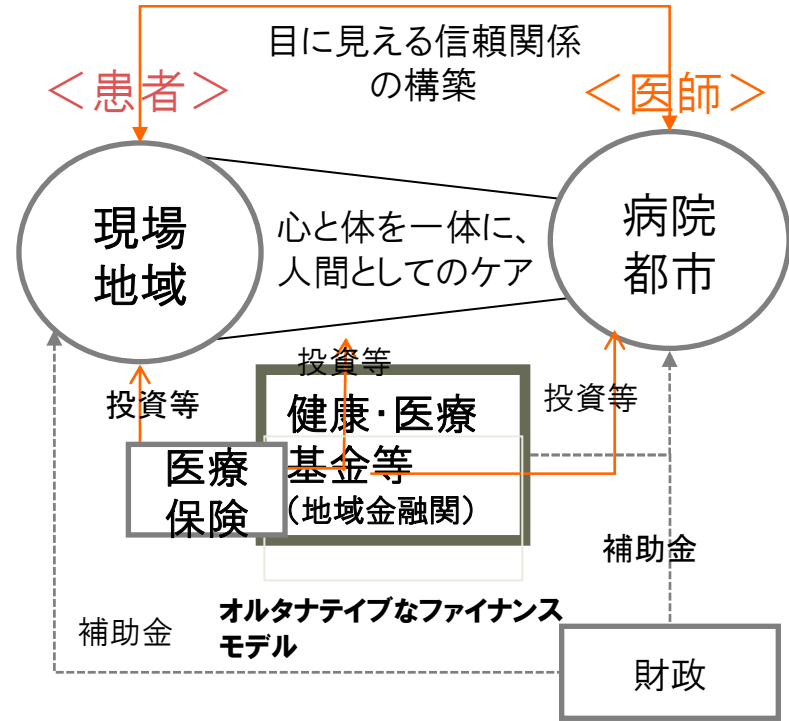 目に見える信頼関係
の構築
＜患者＞
＜医師＞
現場
地域
心と体を一体に、
人間としてのケア
病院
都市
投資等
投資等
投資等
健康・医療
基金等
（地域金融関）
医療
保険
補助金
補助金
オルタナテイブなファイナンス
モデル
財政